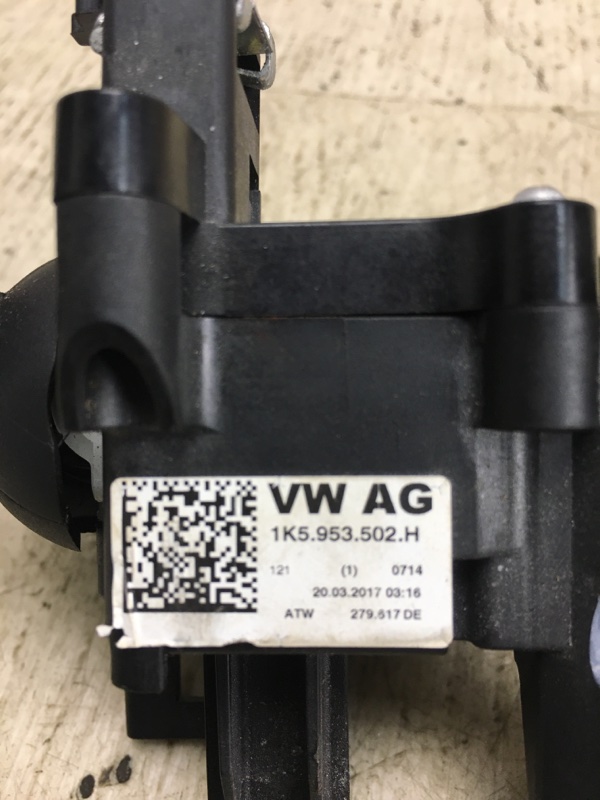 VW AG
1K5.953.502.H
121 (1) 0714
20.03.2017 03:16
ATW 279.617 DE